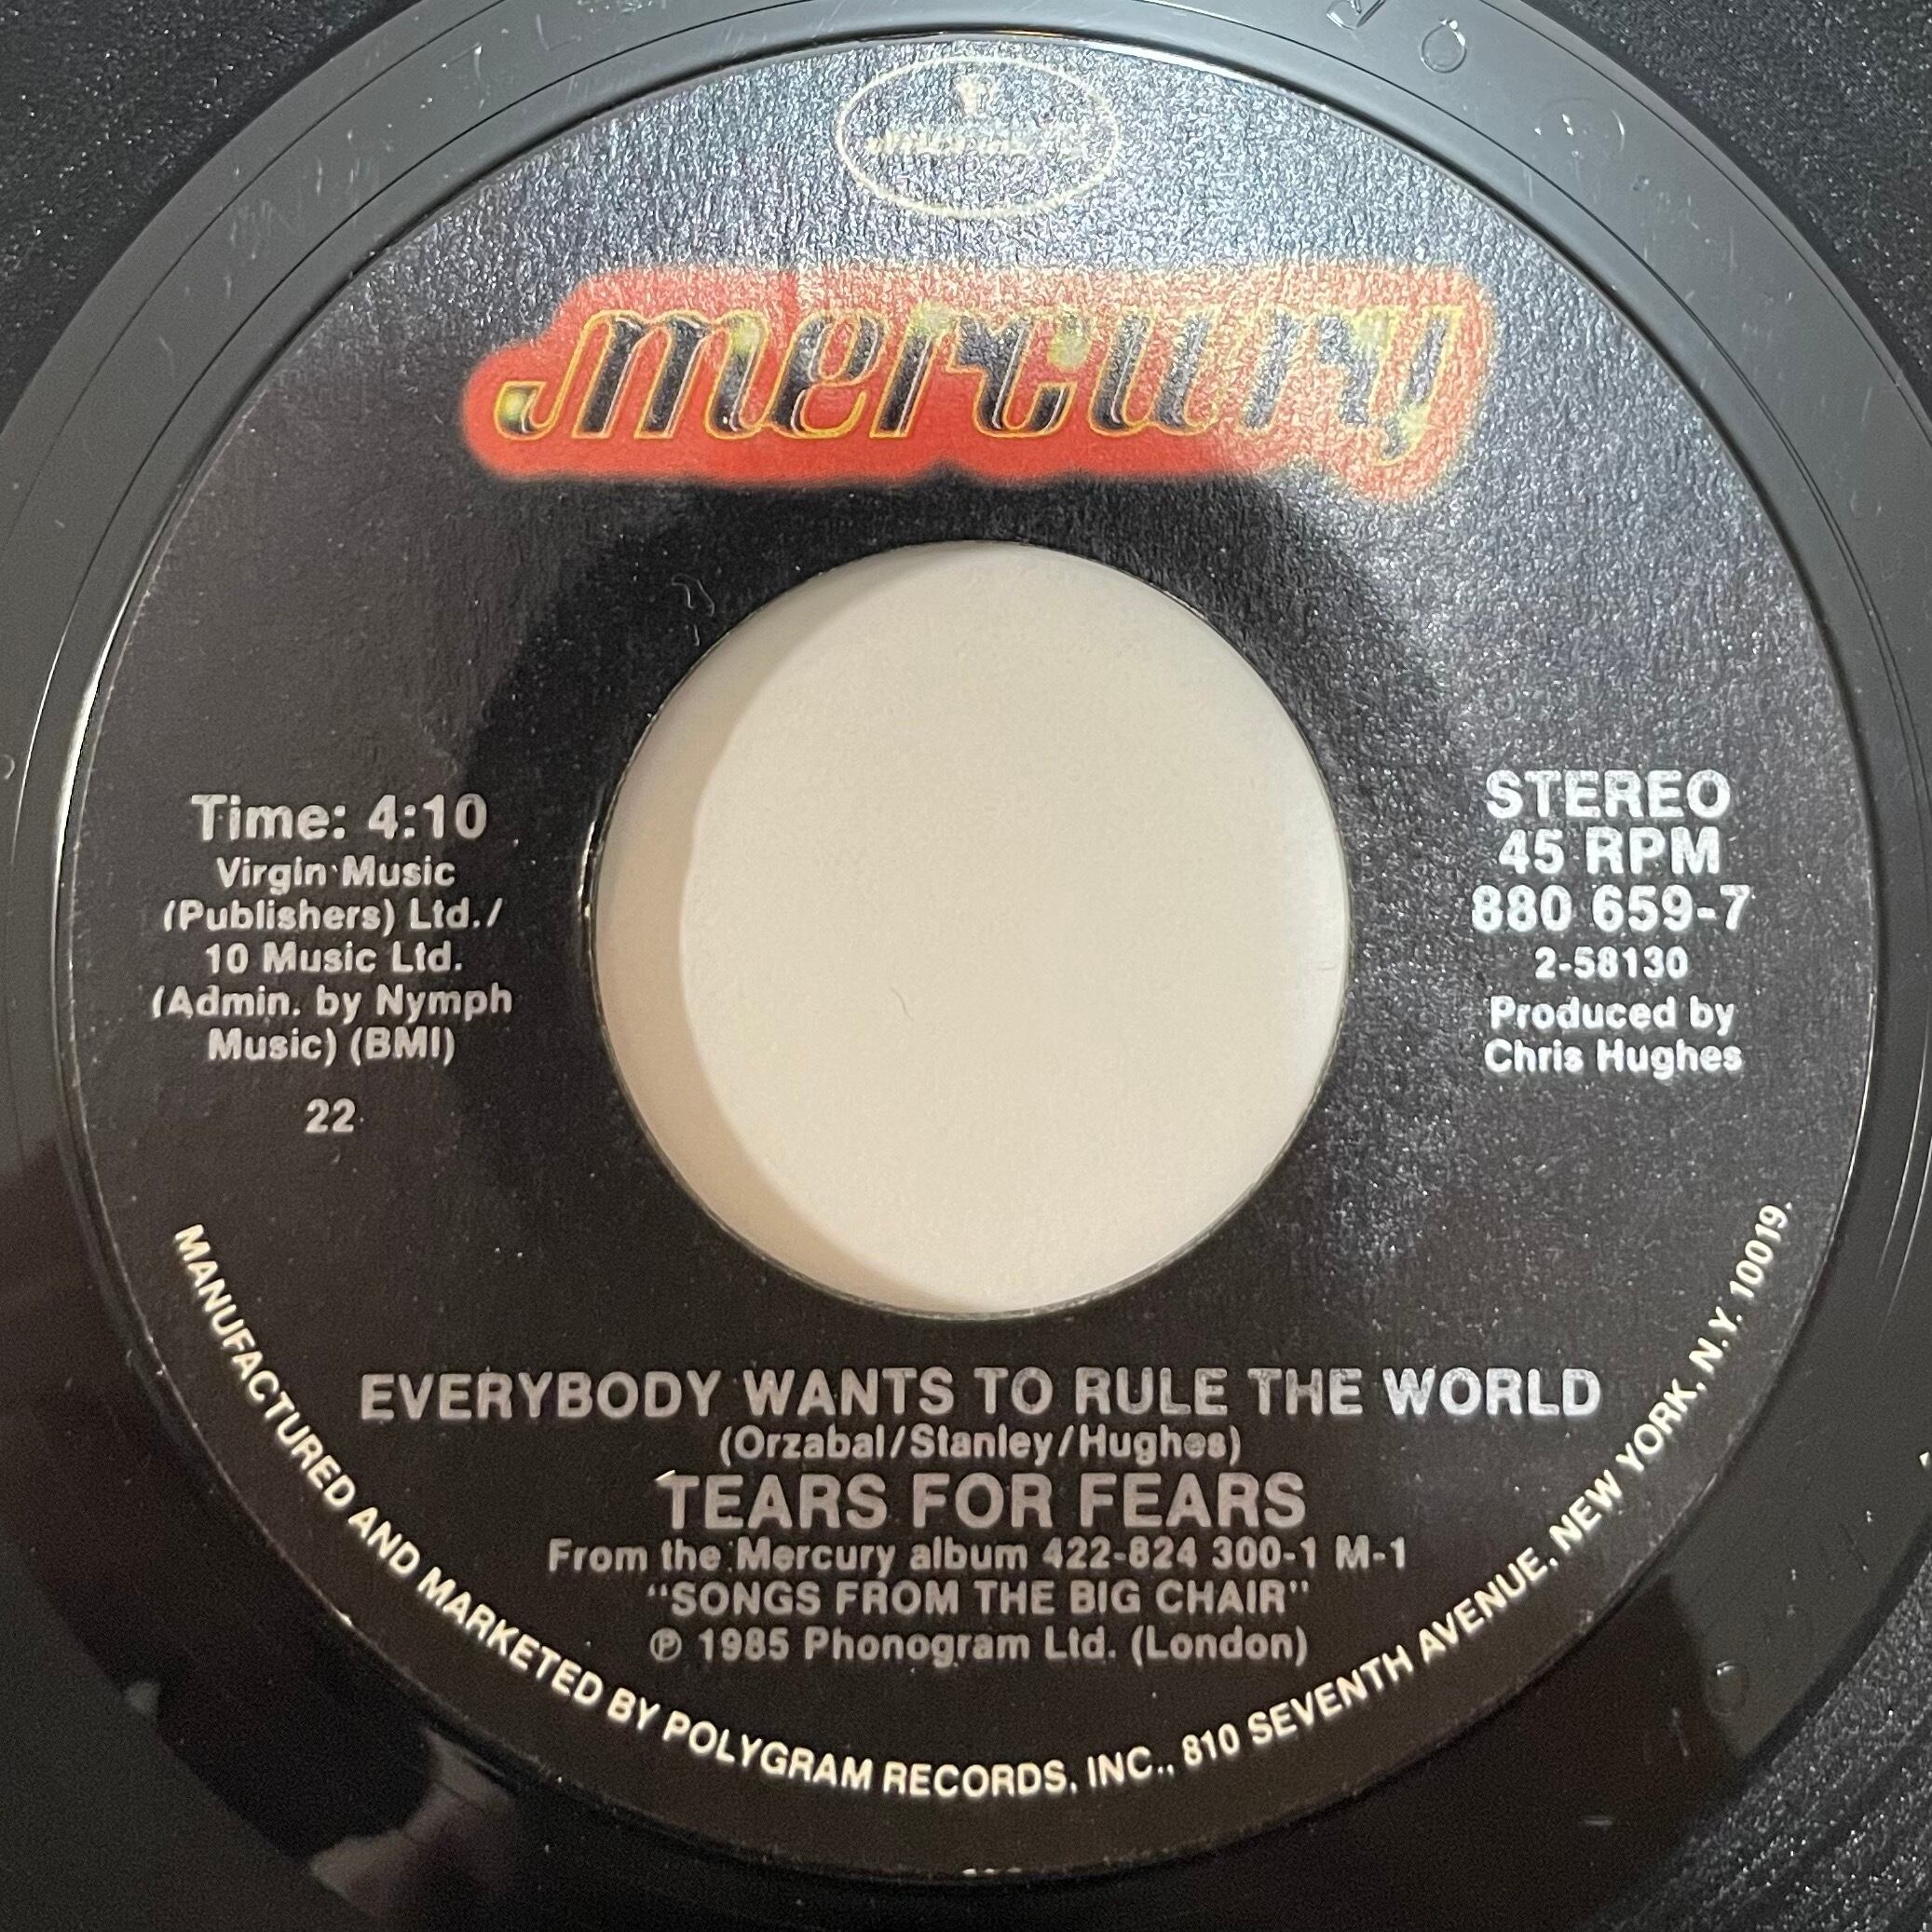 mercury
Time: 4:10
Virgin Music
(Publishers) Ltd./
10 Music Ltd.
(Admin. by Nymph
Music) (BMI)
22
STEREO
45 RPM
880 659-7
2-58130
Produced by
Chris Hughes
EVERYBODY WANTS TO RULE THE WORLD
(Orzabal/Stanley/Hughes)
TEARS FOR FEARS
From the Mercury album 422-824 300-1 M-1
"SONGS FROM THE BIG CHAIR"
℗ 1985 Phonogram Ltd. (London)
MANUFACTURED AND MARKETED BY POLYGRAM RECORDS, INC., 810 SEVENTH AVENUE, NEW YORK, N.Y. 10019.